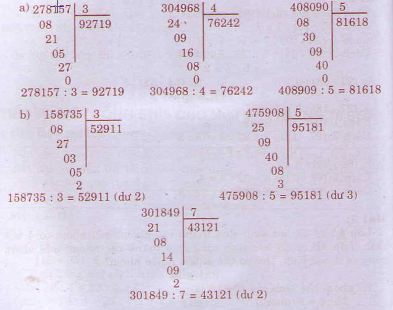 a) 278157 3 304968 4 408090 5
08 92719 24 76242 08 81618
21 09 30
05 16 09
27 08 40
0 0 0
278157 : 3 = 92719 304968 : 4 = 76242 408909 : 5 = 81618
b) 158735 3 475908 5
08 52911 25 95181
27 09
03 40
05 08
2 3
158735 : 3 = 52911 (dư 2) 475908 : 5 = 95181 (dư 3)
301849 7
21 43121
08
14
09
2
301849 : 7 = 43121 (dư 2)